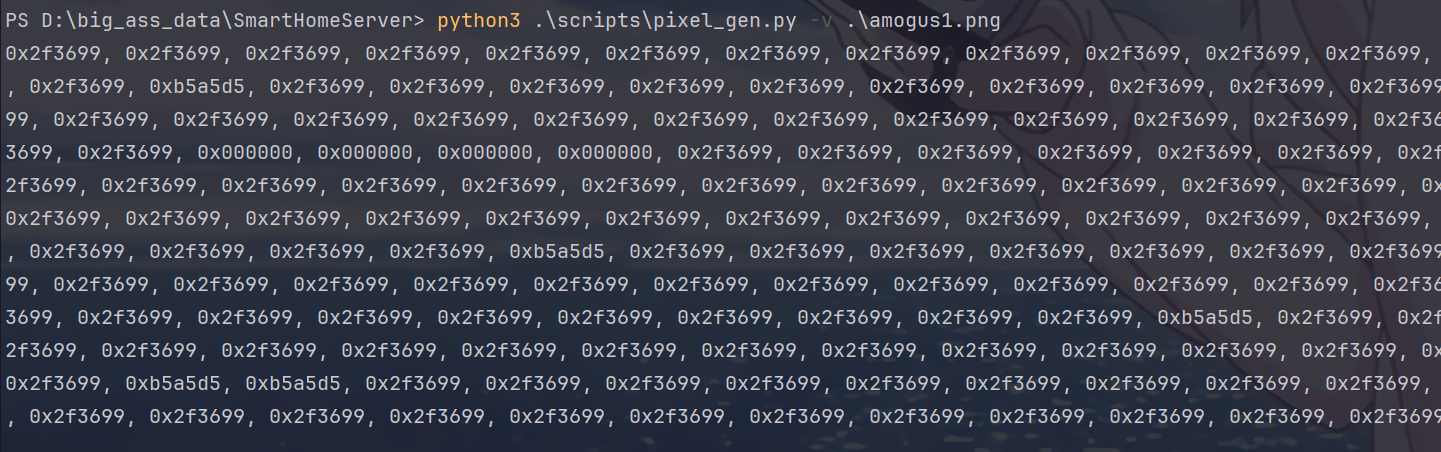 PS D:\big_ass_data\SmartHomeServer> python3 .\scripts\pixel_gen.py -v .\amogus1.png
0x2f3699, 0x2f3699, 0x2f3699, 0x2f3699, 0x2f3699, 0x2f3699, 0x2f3699, 0x2f3699, 0x2f3699, 0x2f3699, 0x2f3699, 0x2f3699,
, 0x2f3699, 0xb5a5d5, 0x2f3699, 0x2f3699, 0x2f3699, 0x2f3699, 0x2f3699, 0x2f3699, 0x2f3699, 0x2f3699, 0x2f3699, 0x2f3699
99, 0x2f3699, 0x2f3699, 0x2f3699, 0x2f3699, 0x2f3699, 0x2f3699, 0x2f3699, 0x2f3699, 0x2f3699, 0x2f3699, 0x2f3699, 0x2f36
3699, 0x2f3699, 0x000000, 0x000000, 0x000000, 0x000000, 0x2f3699, 0x2f3699, 0x2f3699, 0x2f3699, 0x2f3699, 0x2f3699, 0x2f
2f3699, 0x2f3699, 0x2f3699, 0x2f3699, 0x2f3699, 0x2f3699, 0x2f3699, 0x2f3699, 0x2f3699, 0x2f3699, 0x2f3699, 0x2f3699, 0x
0x2f3699, 0x2f3699, 0x2f3699, 0x2f3699, 0x2f3699, 0x2f3699, 0x2f3699, 0x2f3699, 0x2f3699, 0x2f3699, 0x2f3699, 0x2f3699,
, 0x2f3699, 0x2f3699, 0x2f3699, 0x2f3699, 0xb5a5d5, 0x2f3699, 0x2f3699, 0x2f3699, 0x2f3699, 0x2f3699, 0x2f3699, 0x2f3699
99, 0x2f3699, 0x2f3699, 0x2f3699, 0x2f3699, 0x2f3699, 0x2f3699, 0x2f3699, 0x2f3699, 0x2f3699, 0x2f3699, 0x2f3699, 0x2f36
3699, 0x2f3699, 0x2f3699, 0x2f3699, 0x2f3699, 0x2f3699, 0x2f3699, 0x2f3699, 0x2f3699, 0x2f3699, 0xb5a5d5, 0x2f3699, 0x2f
2f3699, 0x2f3699, 0x2f3699, 0x2f3699, 0x2f3699, 0x2f3699, 0x2f3699, 0x2f3699, 0x2f3699, 0x2f3699, 0x2f3699, 0x2f3699, 0x
0x2f3699, 0xb5a5d5, 0xb5a5d5, 0x2f3699, 0x2f3699, 0x2f3699, 0x2f3699, 0x2f3699, 0x2f3699, 0x2f3699, 0x2f3699, 0x2f3699,
, 0x2f3699, 0x2f3699, 0x2f3699, 0x2f3699, 0x2f3699, 0x2f3699, 0x2f3699, 0x2f3699, 0x2f3699, 0x2f3699, 0x2f3699, 0x2f3699